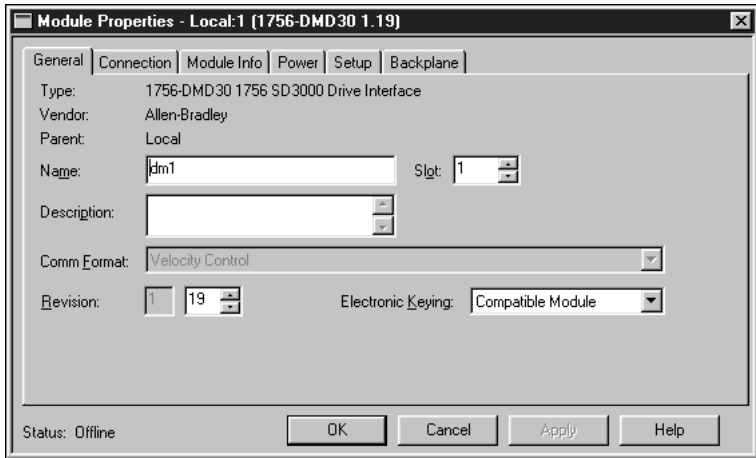 Module Properties - Local:1 (1756-DMD30 1.19)
General Connection Module Info Power Setup Backplane
Type: 1756-DMD30 1756 SD3000 Drive Interface
Vendor: Allen-Bradley
Parent: Local
Name: dm1 Slot: 1
Description:
Comm Format: Velocity Control
Revision: 1 19 Electronic Keying: Compatible Module
Status: Offline OK Cancel Apply Help